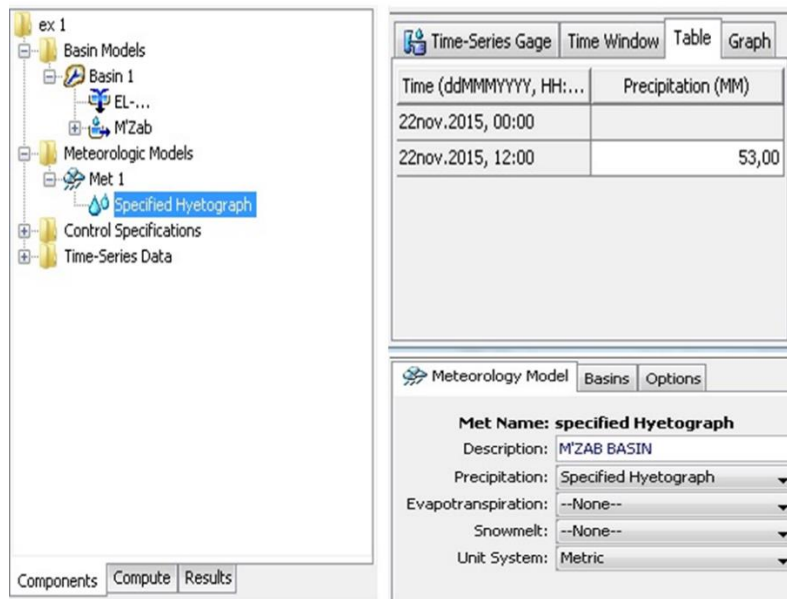 ex 1
Basin Models
Basin 1
EL-...
M'Zab
Meteorologic Models
Met 1
Specified Hyetograph
Control Specifications
Time-Series Data
Components Compute Results
Time-Series Gage Time Window Table Graph
Time (ddMMMYYYY, HH:... Precipitation (MM)
22nov.2015, 00:00
22nov.2015, 12:00 53,00
Meteorology Model Basins Options
Met Name: specified Hyetograph
Description: M'ZAB BASIN
Precipitation: Specified Hyetograph
Evapotranspiration: --None--
Snowmelt: --None--
Unit System: Metric